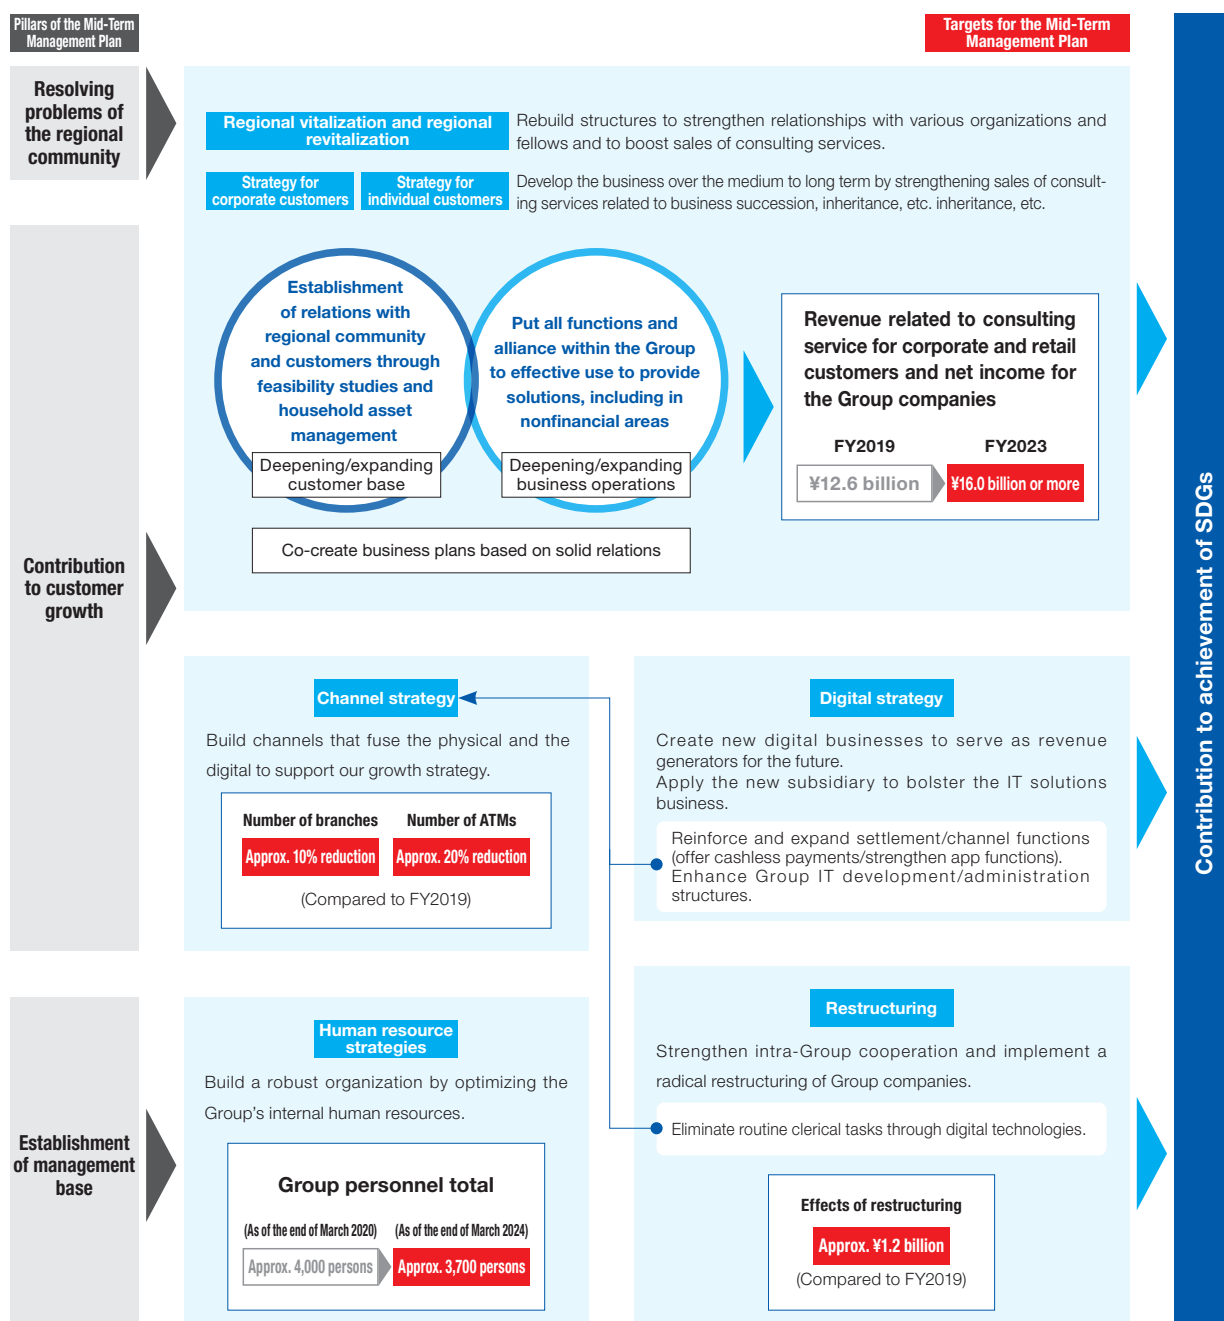 Pillars of the Mid-Term
Management Plan
Targets for the Mid-Term
Management Plan
Resolving
problems of
the regional
community
Regional vitalization and regional
revitalization
Rebuild structures to strengthen relationships with various organizations and
fellows and to boost sales of consulting services.
Strategy for
corporate customers
Strategy for
individual customers
Develop the business over the medium to long term by strengthening sales of consult-
ing services related to business succession, inheritance, etc. inheritance, etc.
Contribution
to customer
growth
Establishment
of relations with
regional community
and customers through
feasibility studies and
household asset
management
Deepening/expanding
customer base
Put all functions and
alliance within the Group
to effective use to provide
solutions, including in
nonfinancial areas
Deepening/expanding
business operations
Co-create business plans based on solid relations
Revenue related to consulting
service for corporate and retail
customers and net income for
the Group companies
FY2019
FY2023
¥12.6 billion
¥16.0 billion or more
Channel strategy
Build channels that fuse the physical and the
digital to support our growth strategy.
Number of branches
Number of ATMs
Approx. 10% reduction
Approx. 20% reduction
(Compared to FY2019)
Digital strategy
Create new digital businesses to serve as revenue
generators for the future.
Apply the new subsidiary to bolster the IT solutions
business.
Reinforce and expand settlement/channel functions
(offer cashless payments/strengthen app functions).
Enhance Group IT development/administration
structures.
Establishment
of management
base
Human resource
strategies
Build a robust organization by optimizing the
Group's internal human resources.
Group personnel total
(As of the end of March 2020)
(As of the end of March 2024)
Approx. 4,000 persons
Approx. 3,700 persons
Restructuring
Strengthen intra-Group cooperation and implement a
radical restructuring of Group companies.
Eliminate routine clerical tasks through digital technologies.
Effects of restructuring
Approx. ¥1.2 billion
(Compared to FY2019)
Contribution to achievement of SDGs